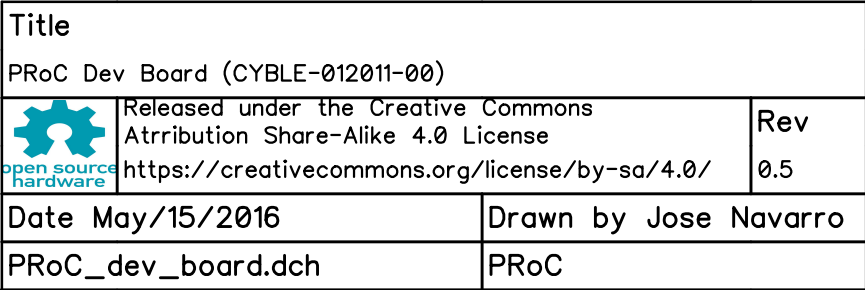 Title
PRoC Dev Board (CYBLE-012011-00)
open source
hardware
Released under the Creative Commons
Atrribution Share-Alike 4.0 License
https://creativecommons.org/license/by-sa/4.0/
Rev
0.5
Date May/15/2016
Drawn by Jose Navarro
PRoC_dev_board.dch
PRoC